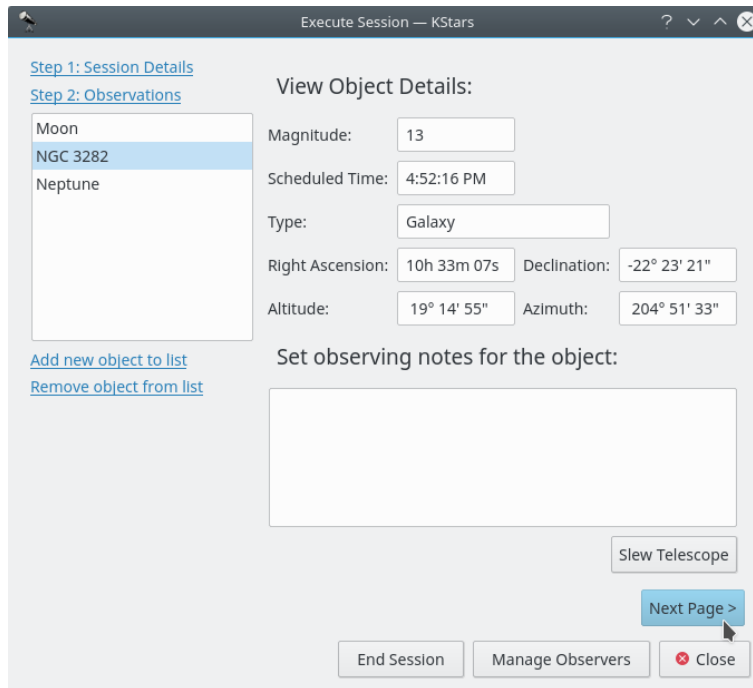 Execute Session — KStars
Step 1: Session Details
Step 2: Observations
Moon
NGC 3282
Neptune
Add new object to list
Remove object from list
View Object Details:
Magnitude: 13
Scheduled Time: 4:52:16 PM
Type: Galaxy
Right Ascension: 10h 33m 07s Declination: -22° 23' 21"
Altitude: 19° 14' 55" Azimuth: 204° 51' 33"
Set observing notes for the object:
Slew Telescope
Next Page >
End Session Manage Observers Close